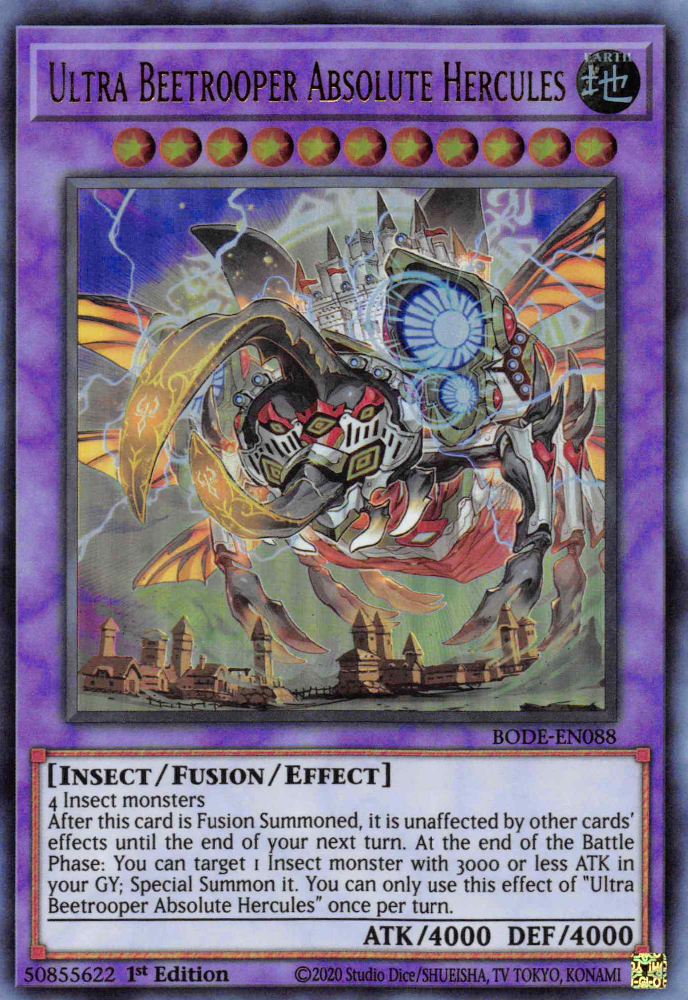 ULTRA BEETROOPER ABSOLUTE HERCULES
EARTH
地
BODE-EN088
[INSECT/FUSION/EFFECT]
4 Insect monsters
After this card is Fusion Summoned, it is unaffected by other cards'
effects until the end of your next turn. At the end of the Battle
Phase: You can target 1 Insect monster with 3000 or less ATK in
your GY; Special Summon it. You can only use this effect of "Ultra
Beetrooper Absolute Hercules" once per turn.
ATK/4000 DEF/4000
50855622 1st Edition ©2020 Studio Dice/SHUEISHA, TV TOKYO, KONAMI